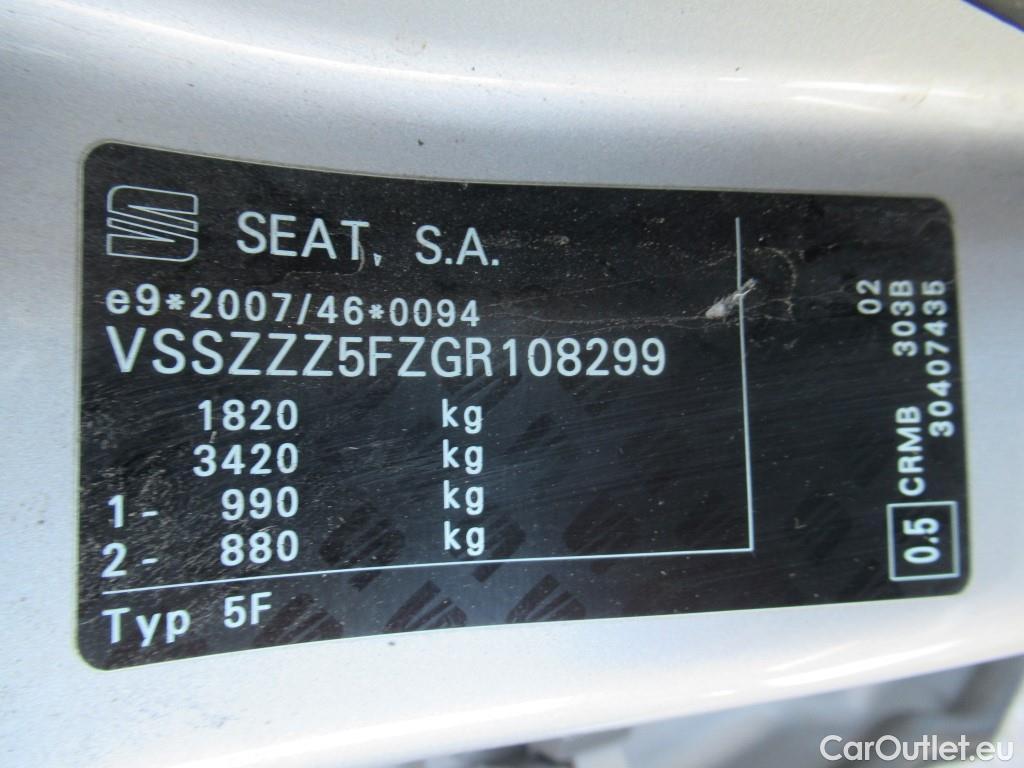 SEAT, S.A.
e9*2007/46*0094
VSSZZZ5FZGR108299
1820 kg
3420 kg
1- 990 kg
2- 880 kg
Typ 5F
02
0.5 CRMB 303B
30407435
CarOutlet.eu